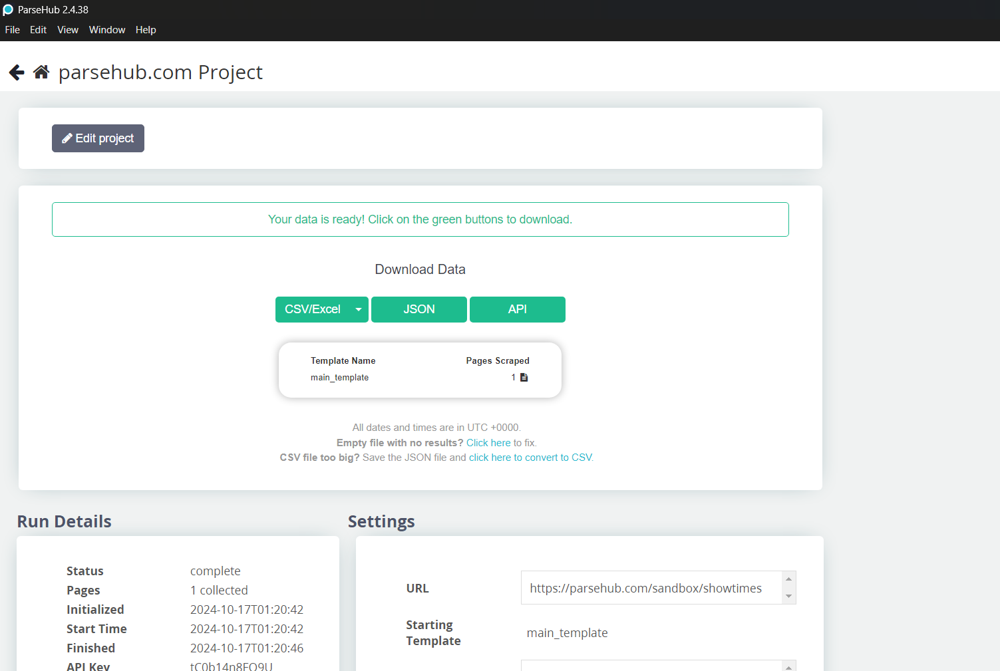 ParseHub 2.4.38
File Edit View Window Help
parsehub.com Project
Edit project
Your data is ready! Click on the green buttons to download.
Download Data
CSV/Excel JSON API
Template Name Pages Scraped
main_template 1
All dates and times are in UTC +0000.
Empty file with no results? Click here to fix.
CSV file too big? Save the JSON file and click here to convert to CSV.
Run Details
Status complete
Pages 1 collected
Initialized 2024-10-17T01:20:42
Start Time 2024-10-17T01:20:42
Finished 2024-10-17T01:20:46
API Key
Settings
URL https://parsehub.com/sandbox/showtimes
Starting
Template
main_template